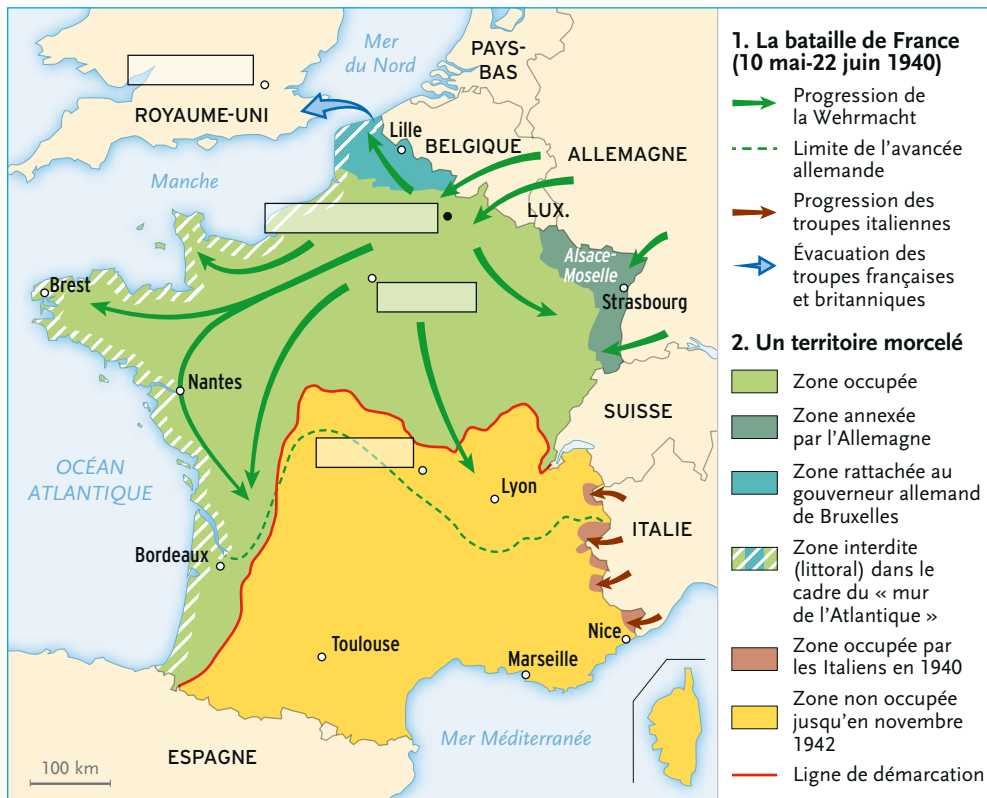 Mer
du Nord
PAYS-
BAS
ROYAUME-UNI
Lille
BELGIQUE
ALLEMAGNE
Manche
LUX.
Alsace-
Moselle
Strasbourg
Brest
Nantes
SUISSE
OCÉAN
ATLANTIQUE
Lyon
ITALIE
Bordeaux
Toulouse
Nice
Marseille
Mer Méditerranée
ESPAGNE
100 km
1. La bataille de France
(10 mai-22 juin 1940)
Progression de
la Wehrmacht
Limite de l'avancée
allemande
Progression des
troupes italiennes
Évacuation des
troupes françaises
et britanniques
2. Un territoire morcelé
Zone occupée
Zone annexée
par l'Allemagne
Zone rattachée au
gouverneur allemand
de Bruxelles
Zone interdite
(littoral) dans le
cadre du « mur
de l'Atlantique »
Zone occupée par
les Italiens en 1940
Zone non occupée
jusqu'en novembre
1942
Ligne de démarcation